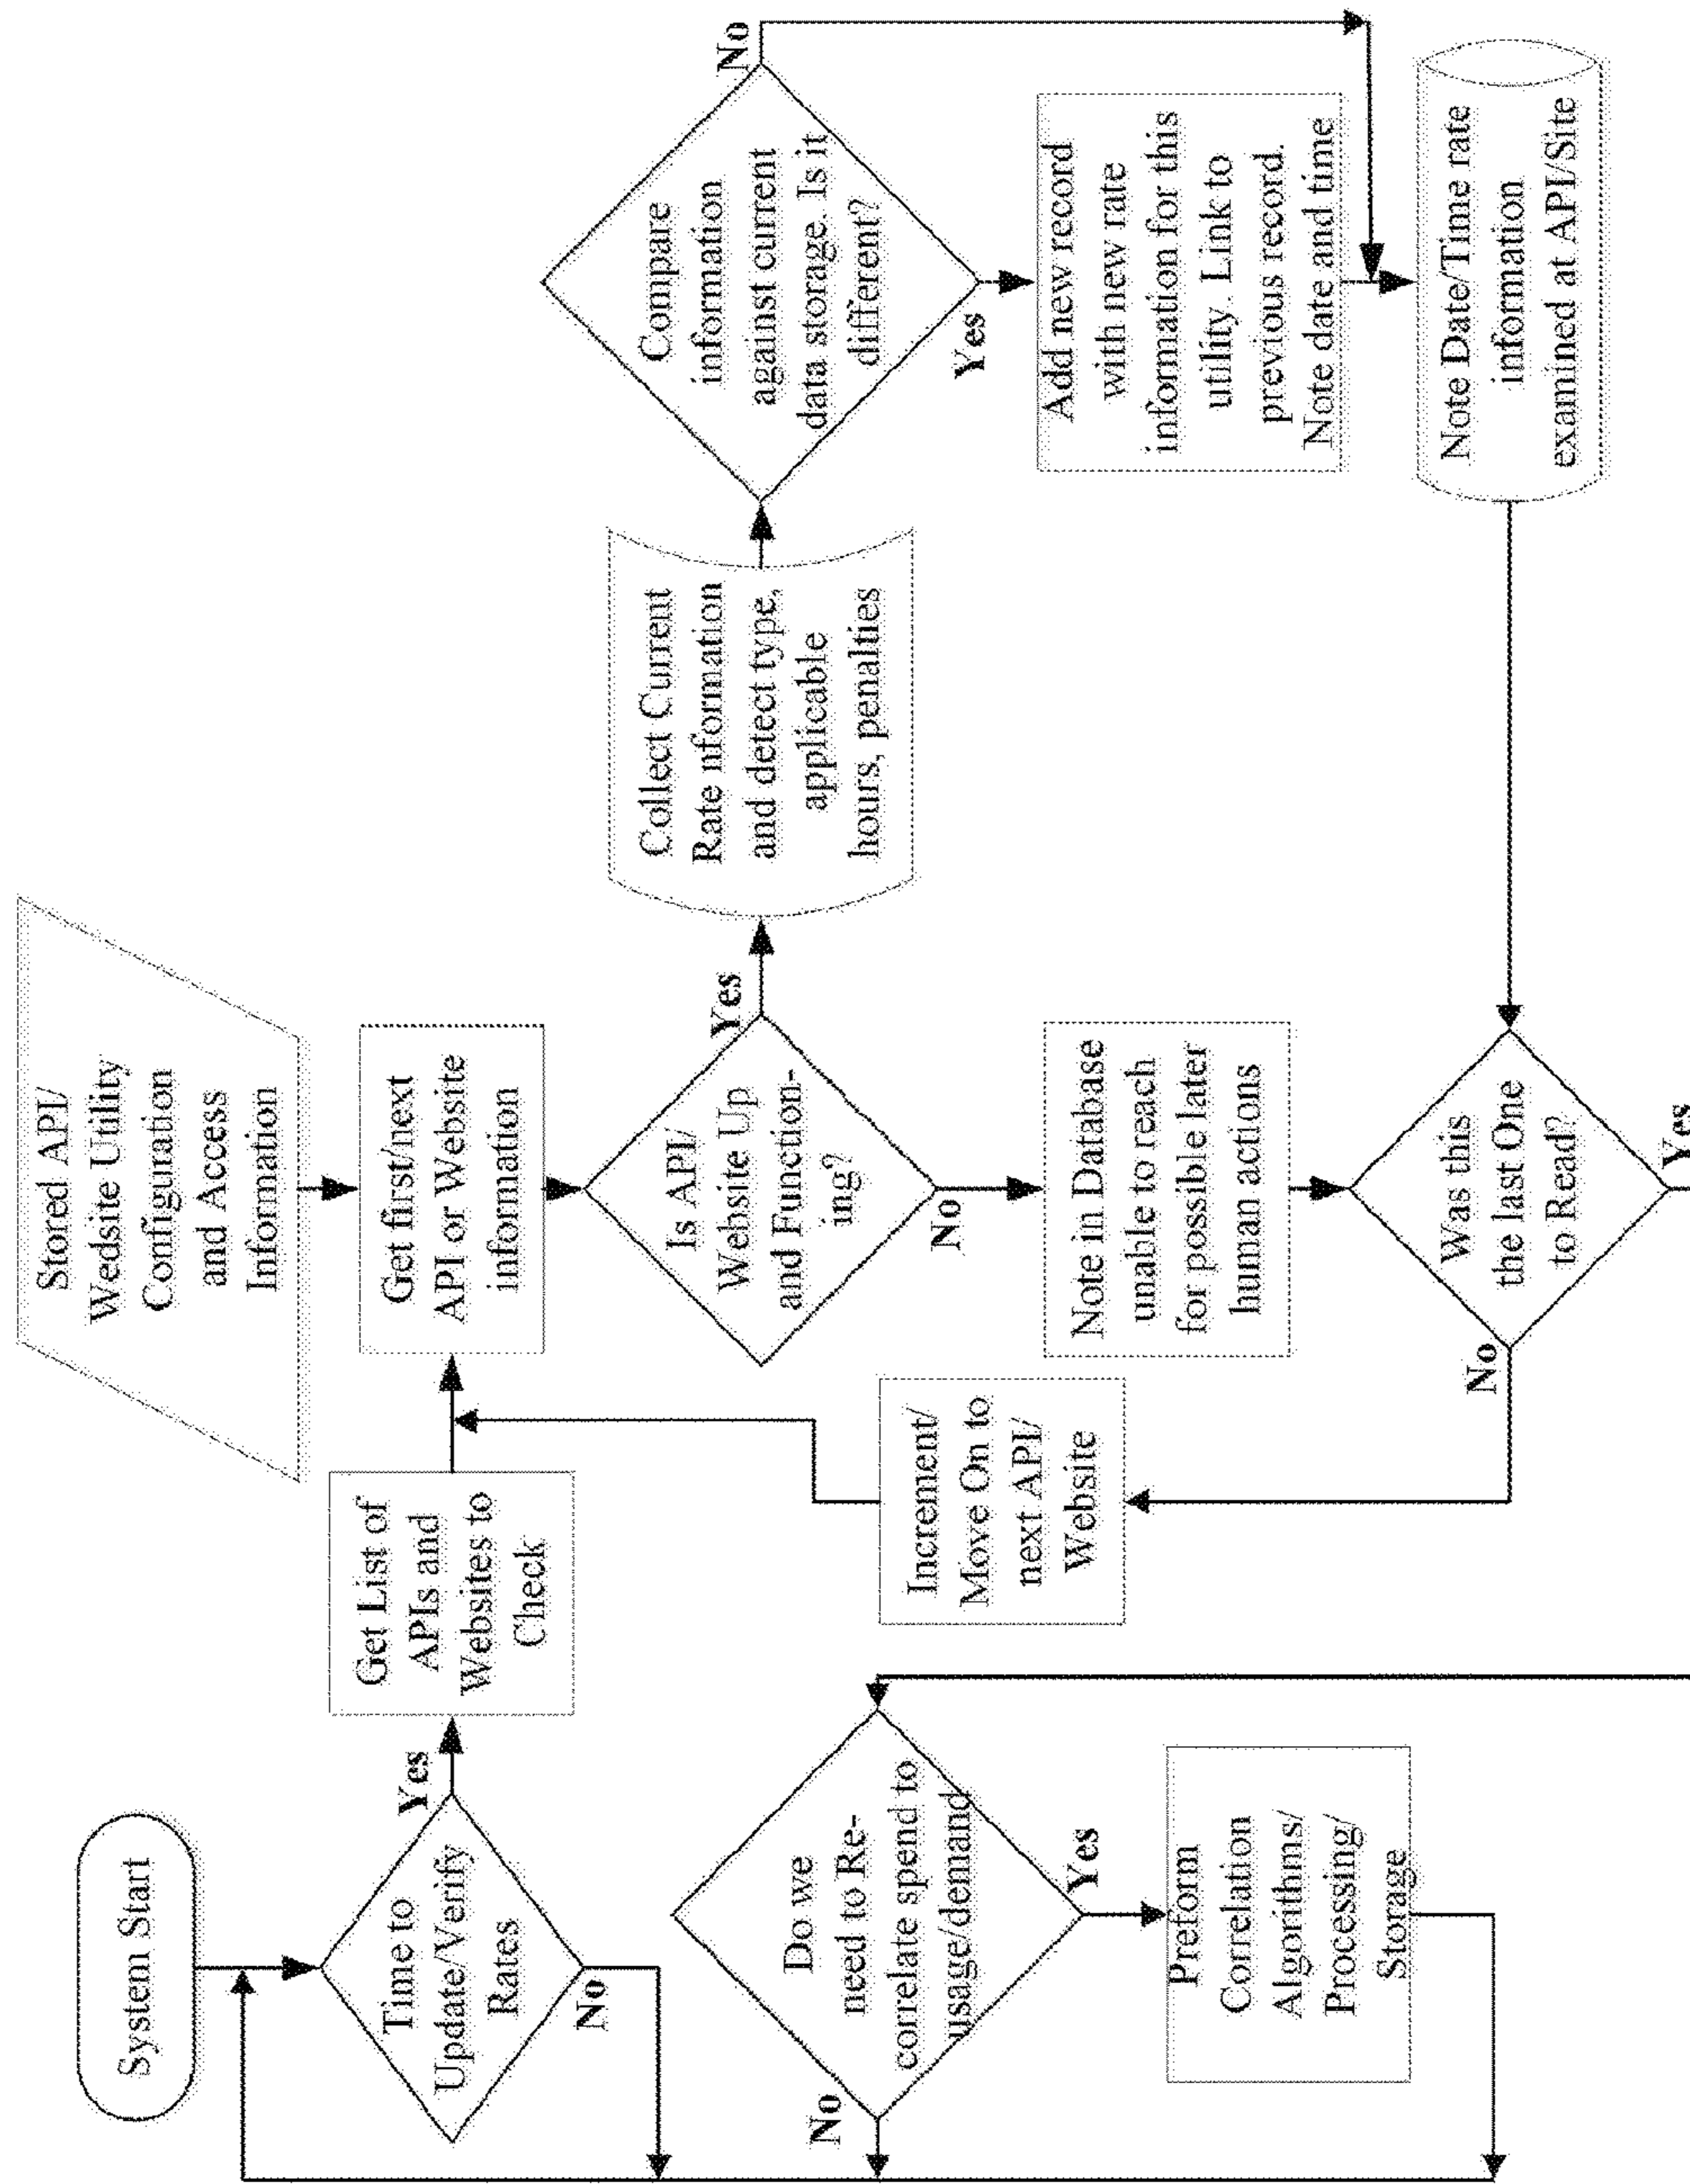 System Start
Time to
Update/Verify
Rates
Yes
No
Get List of
APIs and
Websites to
Check
Stored API/
Wedsite Utility
Configuration
and Access
Information
Get first/next
API or Website
information
Is API/
Website Up
and Function-
ing?
Yes
No
Collect Current
Rate nformation
and detect type,
applicable
hours, penalties
Compare
information
against current
data storage. Is it
different?
No
Yes
Add new record
with new rate
information for this
utility. Link to
previous record.
Note date and time
Note Date/Time rate
information
examined at API/Site
Note in Database
unable to reach
for possible later
human actions
Was this
the last One
to Read?
No
Yes
Increment/
Move On to
next API/
Website
Do we
need to Re-
correlate spend to
usage/demand
No
Yes
Preform
Correlation
Algorithms/
Processing/
Storage